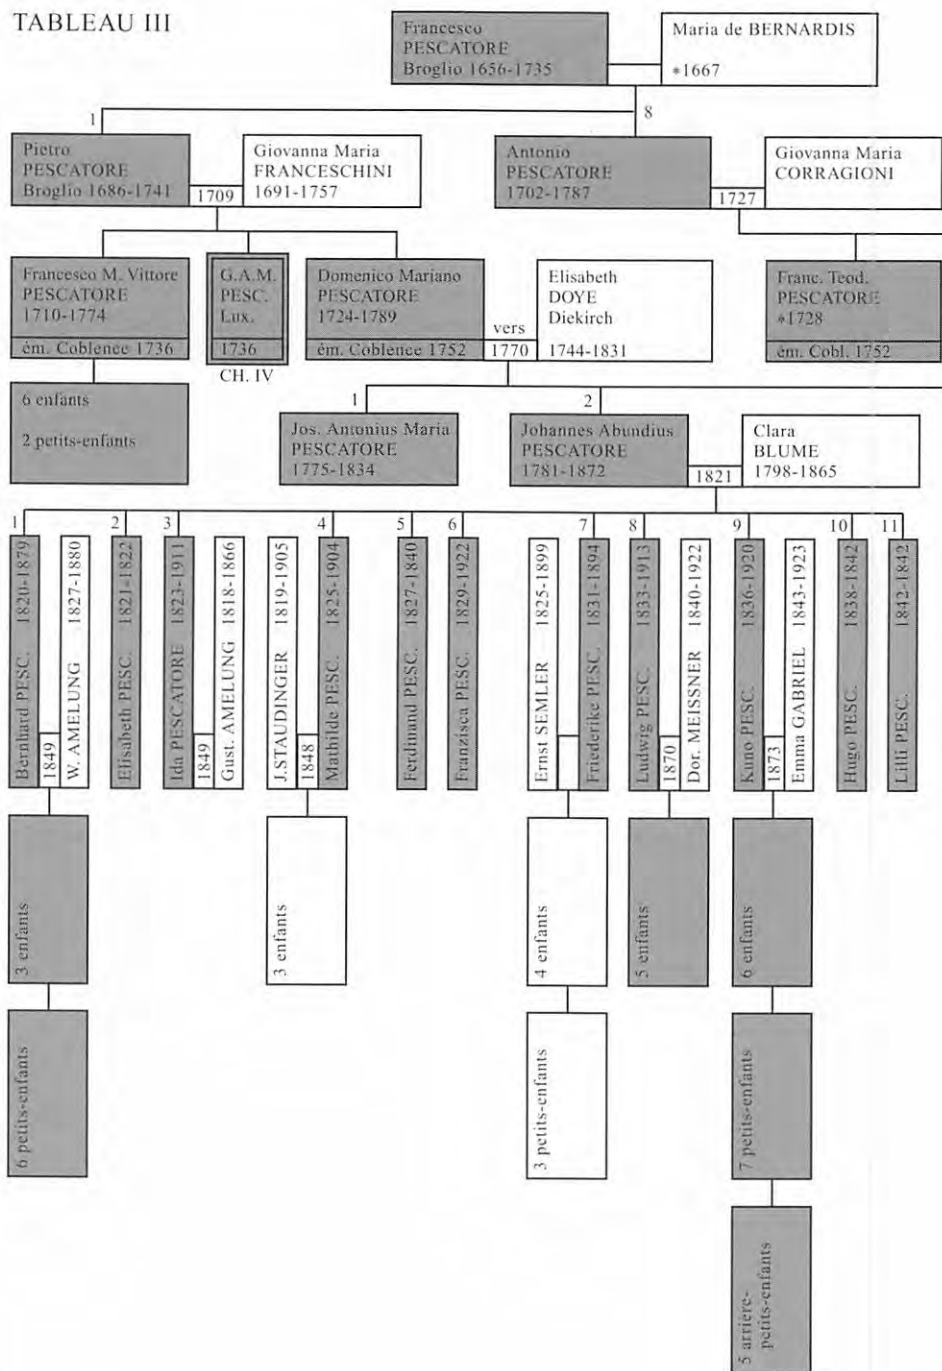 TABLEAU III
Francesco
PESCATORE
Broglio 1656-1735
Maria de BERNARDIS
*1667
1
8
Pietro
PESCATORE
Broglio 1686-1741
1709
Giovanna Maria
FRANCESCHINI
1691-1757
Antonio
PESCATORE
1702-1787
1727
Giovanna Maria
CORRAGIONI
Francesco M. Vittore
PESCATORE
1710-1774
ém. Coblence 1736
G.A.M.
PESC.
Lux.
1736
CH. IV
Domenico Mariano
PESCATORE
1724-1789
ém. Coblence 1752
vers
1770
Elisabeth
DOYE
Diekirch
1744-1831
Franc. Teod.
PESCATORE
*1728
ém. Cobl. 1752
6 enfants
2 petits-enfants
1
Jos. Antonius Maria
PESCATORE
1775-1834
2
Johannes Abundius
PESCATORE
1781-1872
1821
Clara
BLUME
1798-1865
1
Bernhard PESC. 1820-1879
1849
W. AMELUNG 1827-1880
2
Elisabeth PESC. 1821-1822
3
Ida PESCATORE 1823-1911
1849
Gust. AMELUNG 1818-1866
J.STAUDINGER 1819-1905
1848
4
Mathilde PESC. 1825-1904
5
Ferdinand PESC. 1827-1840
6
Franzisca PESC. 1829-1922
Ernst SEMLER 1825-1899
7
Friederike PESC. 1831-1894
8
Ludwig PESC. 1833-1913
1870
Dor. MEISSNER 1840-1922
9
Kuno PESC. 1836-1920
1873
Emma GABRIEL 1843-1923
10
Hugo PESC. 1838-1842
11
Lilli PESC. 1842-1842
3 enfants
3 enfants
4 enfants
5 enfants
6 enfants
6 petits-enfants
3 petits-enfants
7 petits-enfants
5 arrière-
petits-enfants